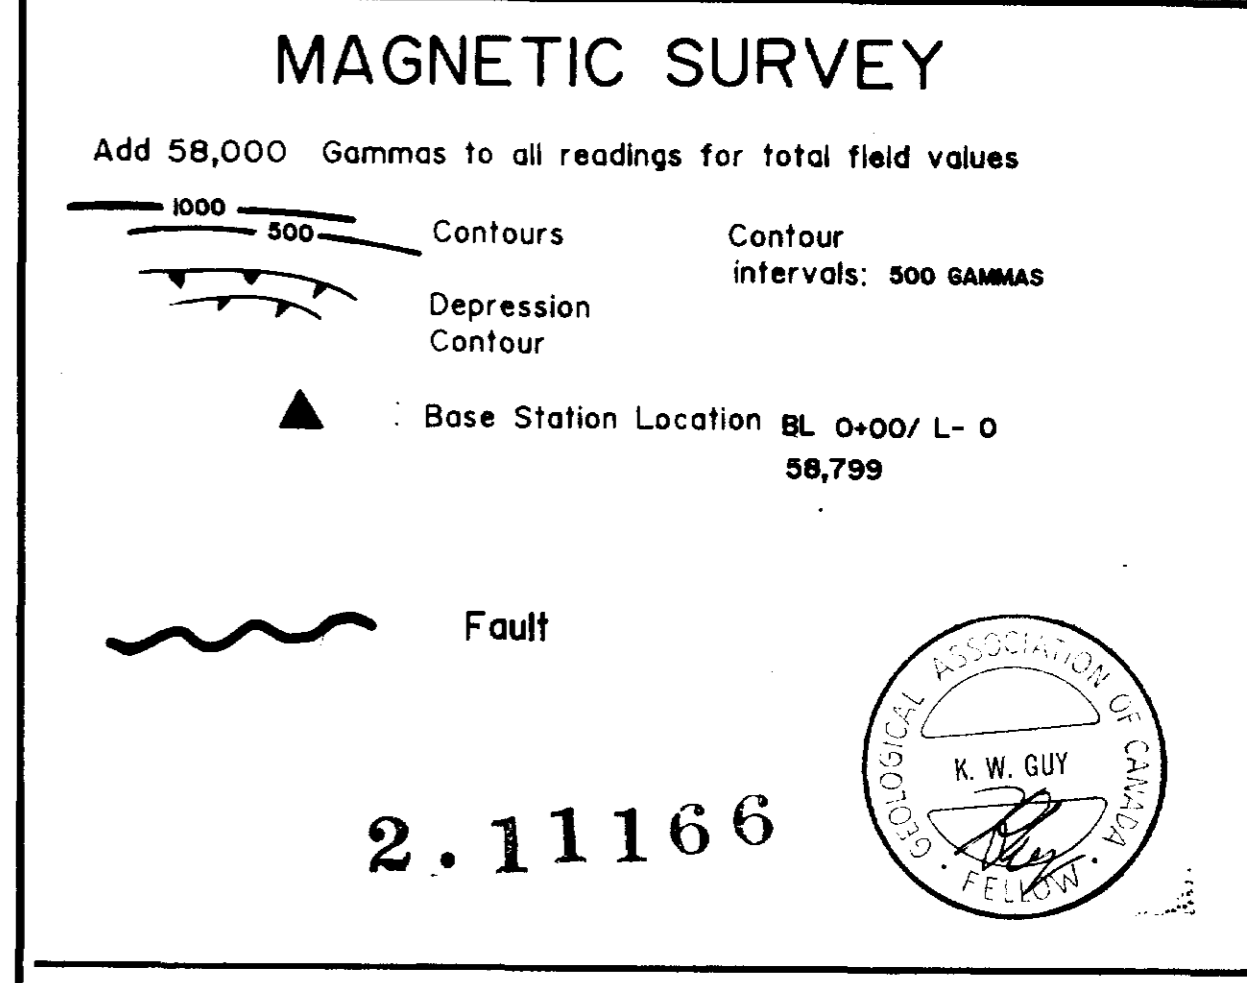 MAGNETIC SURVEY
Add 58,000 Gammas to all readings for total field values
1000
500
Contours
Contour
intervals: 500 GAMMAS
Depression
Contour
: Base Station Location BL 0+00/ L- 0
58,799
Fault
2.11166
GEOLOGICAL ASSOCIATION OF CANADA
K. W. GUY
FELLOW